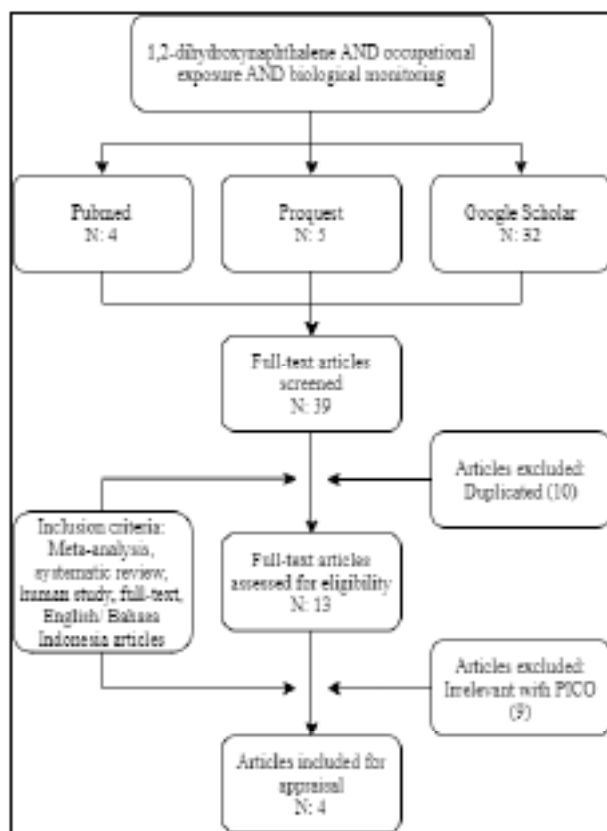 1,2-dihydroxynaphthalene AND occupational
exposure AND biological monitoring
Pubmed
N: 4
Proquest
N: 5
Google Scholar
N: 32
Full-text articles
screened
N: 39
Articles excluded:
Duplicated (10)
Inclusion criteria:
Meta-analysis,
systematic review,
human study, full-text,
English/ Bahasa
Indonesia articles
Full-text articles
assessed for eligibility
N: 13
Articles excluded:
Irrelevant with PICO
(9)
Articles included for
appraisal
N: 4